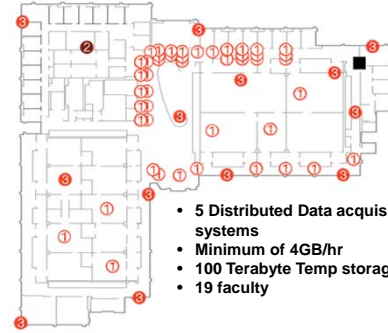 • 5 Distributed Data acquis
systems
• Minimum of 4GB/hr
• 100 Terabyte Temp storag
• 19 faculty